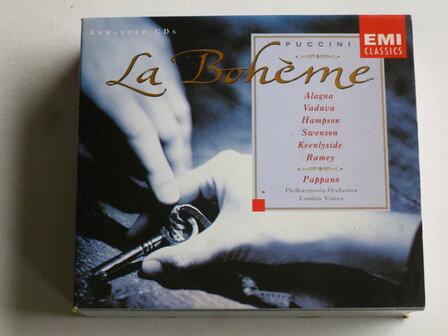 ENHANCED CDs
PUCCINI
EMI
CLASSICS
La Bohème
Alagna
Vaduva
Hampson
Swenson
Keenlyside
Ramey
Pappano
Philharmonia Orchestra
London Voices